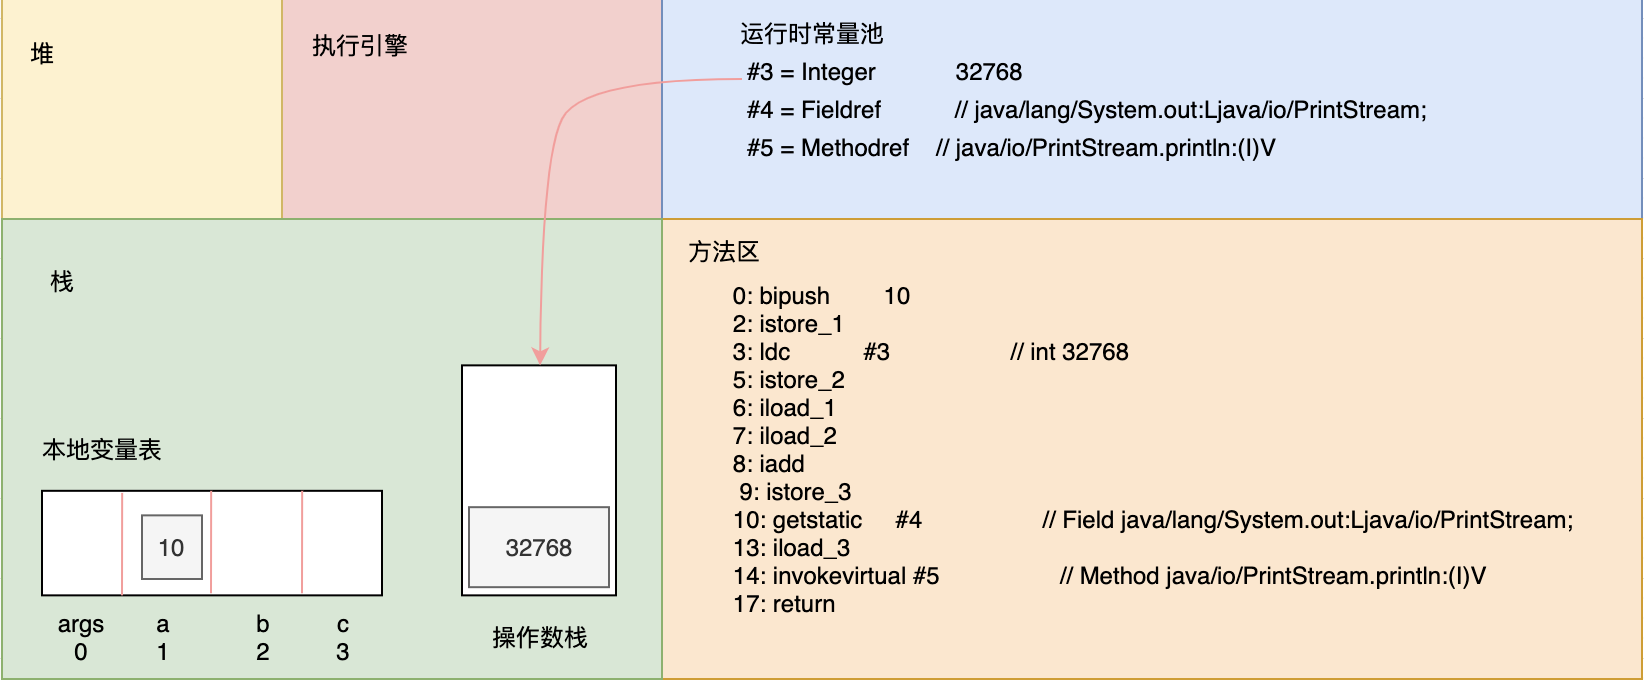 堆
执行引擎
运行时常量池
#3 = Integer 32768
#4 = Fieldref // java/lang/System.out:Ljava/io/PrintStream;
#5 = Methodref // java/io/PrintStream.println:(I)V
栈
本地变量表
10
args a b c
0 1 2 3
32768
操作数栈
方法区
0: bipush 10
2: istore_1
3: ldc #3 // int 32768
5: istore_2
6: iload_1
7: iload_2
8: iadd
9: istore_3
10: getstatic #4 // Field java/lang/System.out:Ljava/io/PrintStream;
13: iload_3
14: invokevirtual #5 // Method java/io/PrintStream.println:(I)V
17: return